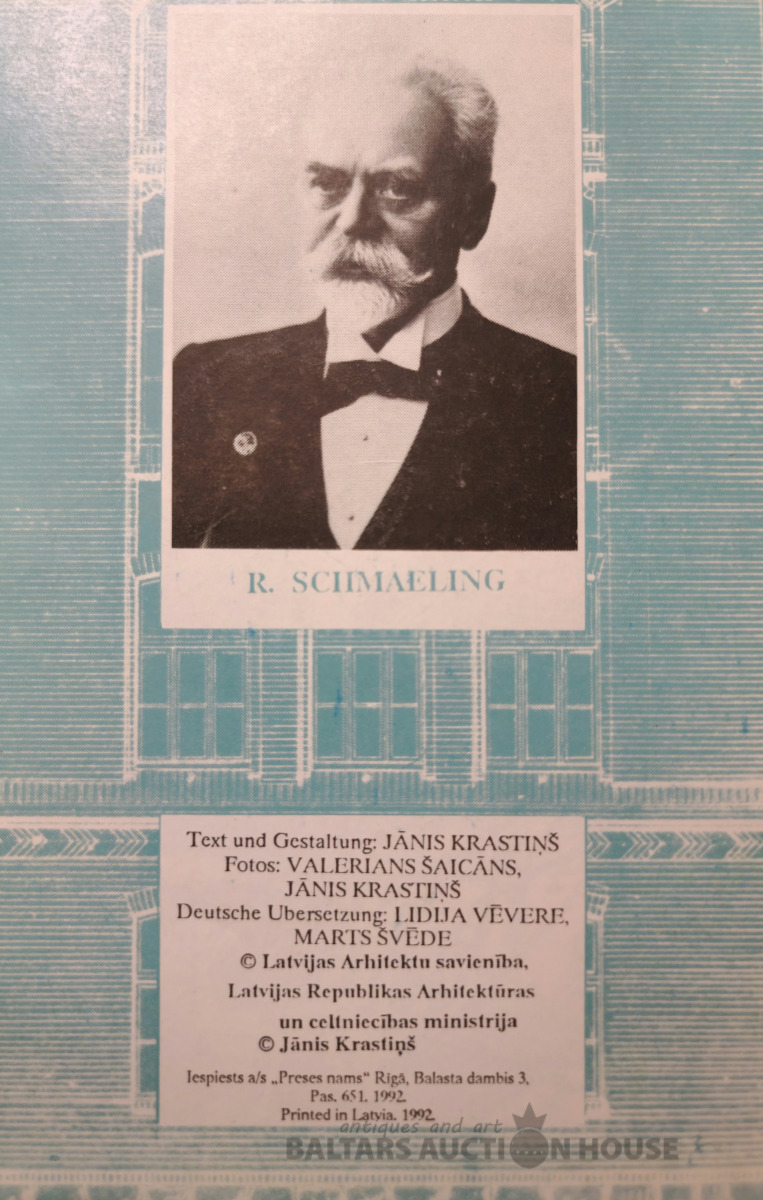 R. SCHMAELING
Text und Gestaltung: JĀNIS KRASTIŅŠ
Fotos: VALERIANS ŠAICĀNS,
JĀNIS KRASTIŅŠ
Deutsche Übersetzung: LIDIJA VĒVERE,
MARTS ŠVĒDE
© Latvijas Arhitektu savienība,
Latvijas Republikas Arhitektūras
un celtniecības ministrija
© Jānis Krastiņš
Iespiests a/s „Preses nams“ Rīgā, Balasta dambis 3,
Pas. 651. 1992.
Printed in Latvia. 1992.
antiques and art
BALTARS AUCTION HOUSE